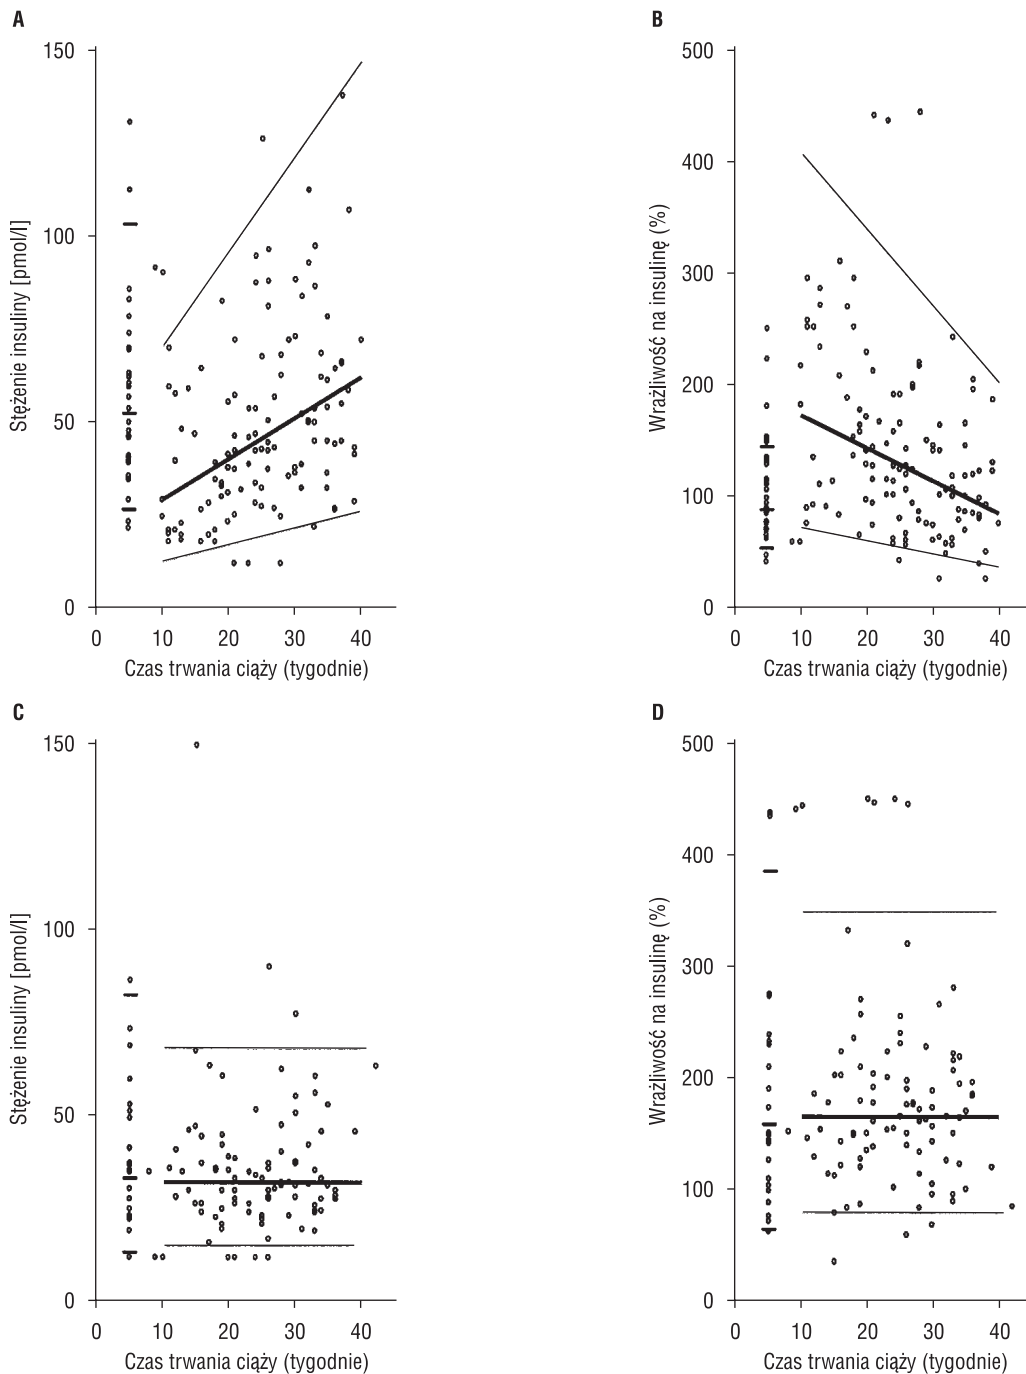 A
150
100
50
0
0 10 20 30 40
Stężenie insuliny [pmol/l]
Czas trwania ciąży (tygodnie)
B
500
400
300
200
100
0
0 10 20 30 40
Wrażliwość na insulinę (%)
Czas trwania ciąży (tygodnie)
C
150
100
50
0
0 10 20 30 40
Stężenie insuliny [pmol/l]
Czas trwania ciąży (tygodnie)
D
500
400
300
200
100
0
0 10 20 30 40
Wrażliwość na insulinę (%)
Czas trwania ciąży (tygodnie)